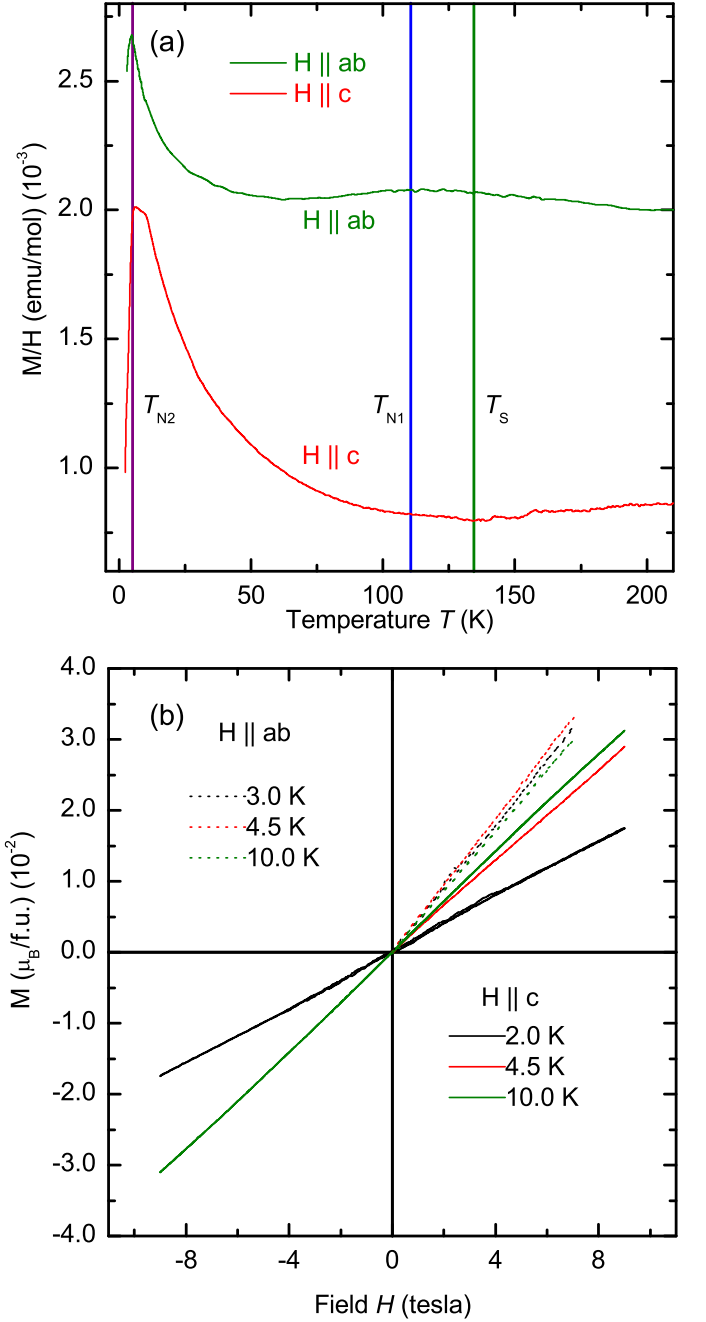 (a)
H || ab
H || c
2.5
2.0
1.5
1.0
M/H (emu/mol) (10⁻³)
H || ab
T_N2
T_N1
T_S
H || c
0 50 100 150 200
Temperature T (K)
4.0
3.0
2.0
1.0
0.0
-1.0
-2.0
-3.0
-4.0
M (μ_B/f.u.) (10⁻²)
(b)
H || ab
3.0 K
4.5 K
10.0 K
H || c
2.0 K
4.5 K
10.0 K
-8 -4 0 4 8
Field H (tesla)